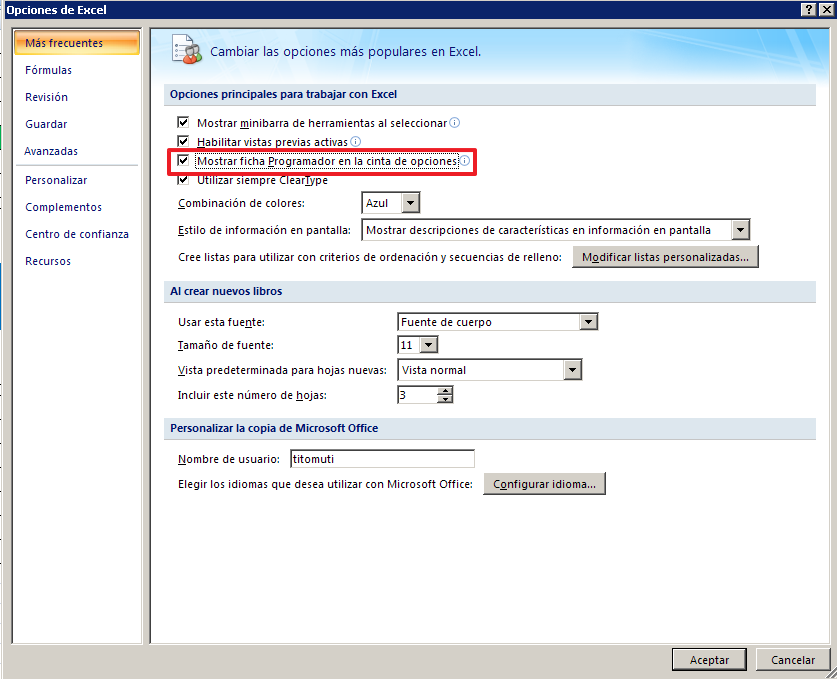 Opciones de Excel
Más frecuentes
Fórmulas
Revisión
Guardar
Avanzadas
Personalizar
Complementos
Centro de confianza
Recursos
Cambiar las opciones más populares en Excel.
Opciones principales para trabajar con Excel
Mostrar minibarra de herramientas al seleccionar
Habilitar vistas previas activas
Mostrar ficha Programador en la cinta de opciones
Utilizar siempre ClearType
Combinación de colores: Azul
Estilo de información en pantalla: Mostrar descripciones de características en información en pantalla
Cree listas para utilizar con criterios de ordenación y secuencias de relleno: Modificar listas personalizadas...
Al crear nuevos libros
Usar esta fuente: Fuente de cuerpo
Tamaño de fuente: 11
Vista predeterminada para hojas nuevas: Vista normal
Incluir este número de hojas: 3
Personalizar la copia de Microsoft Office
Nombre de usuario: titomuti
Elegir los idiomas que desea utilizar con Microsoft Office: Configurar idioma...
Aceptar Cancelar